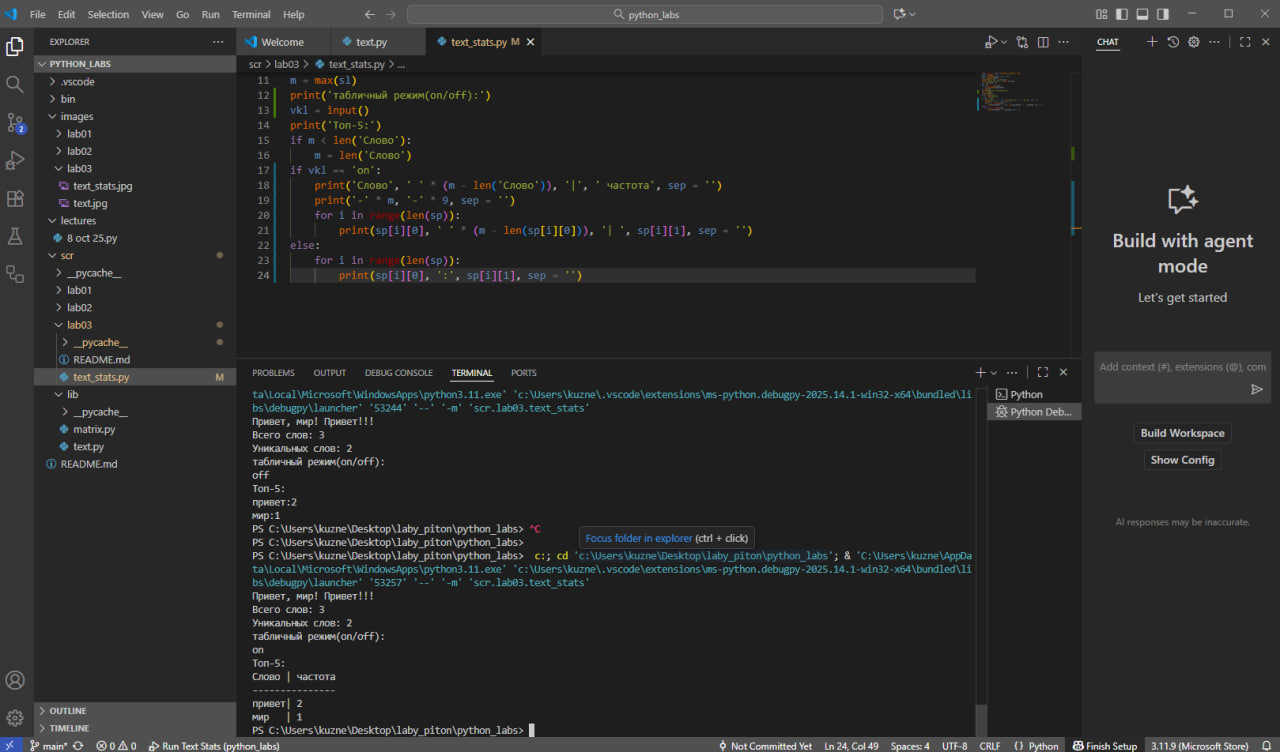 File Edit Selection View Go Run Terminal Help
python_labs
EXPLORER
PYTHON_LABS
.vscode
bin
images
lab01
lab02
lab03
text_stats.jpg
text.jpg
lectures
8 oct 25.py
scr
__pycache__
lab01
lab02
lab03
__pycache__
README.md
text_stats.py M
lib
__pycache__
matrix.py
text.py
README.md
OUTLINE
TIMELINE
Welcome text.py text_stats.py M
scr > lab03 > text_stats.py > ...
11 m = max(sl)
12 print('табличный режим(on/off):')
13 vkl = input()
14 print('Топ-5:')
15 if m < len('Слово'):
16 m = len('Слово')
17 if vkl == 'on':
18 print('Слово', ' ' * (m - len('Слово')), '|', ' частота', sep = '')
19 print('-' * m, '-' * 9, sep = '')
20 for i in range(len(sp)):
21 print(sp[i][0], ' ' * (m - len(sp[i][0])), '| ', sp[i][1], sep = '')
22 else:
23 for i in range(len(sp)):
24 print(sp[i][0], ':', sp[i][1], sep = '')
PROBLEMS OUTPUT DEBUG CONSOLE TERMINAL PORTS
ta\Local\Microsoft\WindowsApps\python3.11.exe' 'c:\Users\kuzne\.vscode\extensions\ms-python.debugpy-2025.14.1-win32-x64\bundled\li
bs\debugpy\launcher' '53244' '--' '-m' 'scr.lab03.text_stats'
Привет, мир! Привет!!!
Всего слов: 3
Уникальных слов: 2
табличный режим(on/off):
off
Топ-5:
привет:2
мир:1
PS C:\Users\kuzne\Desktop\laby_piton\python_labs> ^C
PS C:\Users\kuzne\Desktop\laby_piton\python_labs>
Focus folder in explorer (ctrl + click)
PS C:\Users\kuzne\Desktop\laby_piton\python_labs> c:; cd 'c:\Users\kuzne\Desktop\laby_piton\python_labs'; & 'C:\Users\kuzne\AppDa
ta\Local\Microsoft\WindowsApps\python3.11.exe' 'c:\Users\kuzne\.vscode\extensions\ms-python.debugpy-2025.14.1-win32-x64\bundled\li
bs\debugpy\launcher' '53257' '--' '-m' 'scr.lab03.text_stats'
Привет, мир! Привет!!!
Всего слов: 3
Уникальных слов: 2
табличный режим(on/off):
on
Топ-5:
Слово | частота
---------------
привет| 2
мир   | 1
PS C:\Users\kuzne\Desktop\laby_piton\python_labs>
Python
Python Deb...
CHAT
Build with agent
mode
Let's get started
Add context (#), extensions (@), com
Build Workspace
Show Config
AI responses may be inaccurate.
2
main* 0 0 Run Text Stats (python_labs) Not Committed Yet Ln 24, Col 49 Spaces: 4 UTF-8 CRLF {} Python Finish Setup 3.11.9 (Microsoft Store)